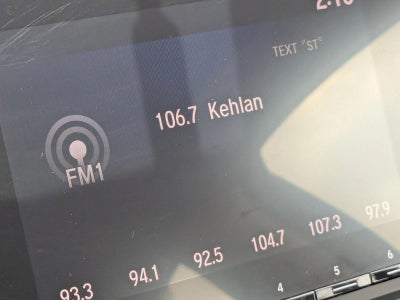 TEXT "ST"
106.7 Kehlan
FM1
93.3 94.1 92.5 104.7 107.3 97.9
4 5 6